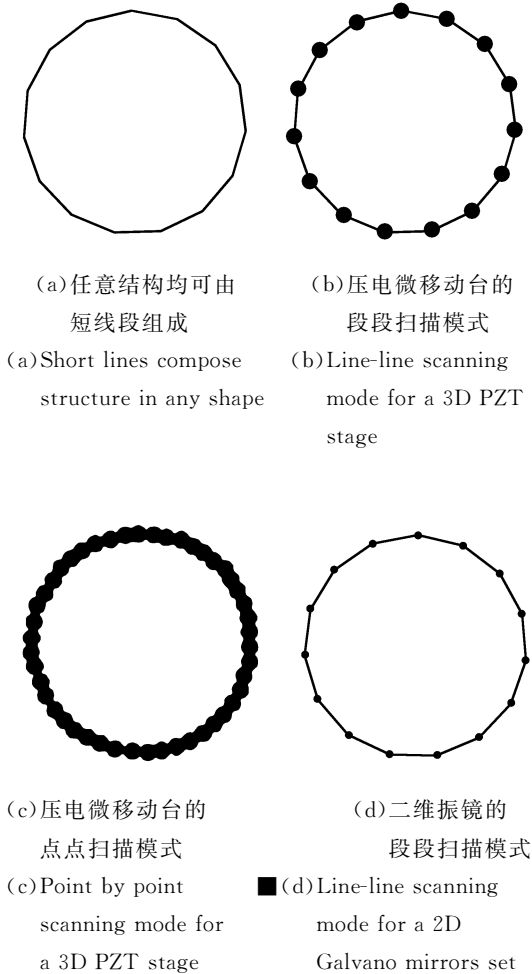 (a)任意结构均可由
短线段组成
(a)Short lines compose
structure in any shape
(b)压电微移动台的
段段扫描模式
(b)Line-line scanning
mode for a 3D PZT
stage
(c)压电微移动台的
点点扫描模式
(c)Point by point
scanning mode for
a 3D PZT stage
(d)二维振镜的
段段扫描模式
■(d)Line-line scanning
mode for a 2D
Galvano mirrors set